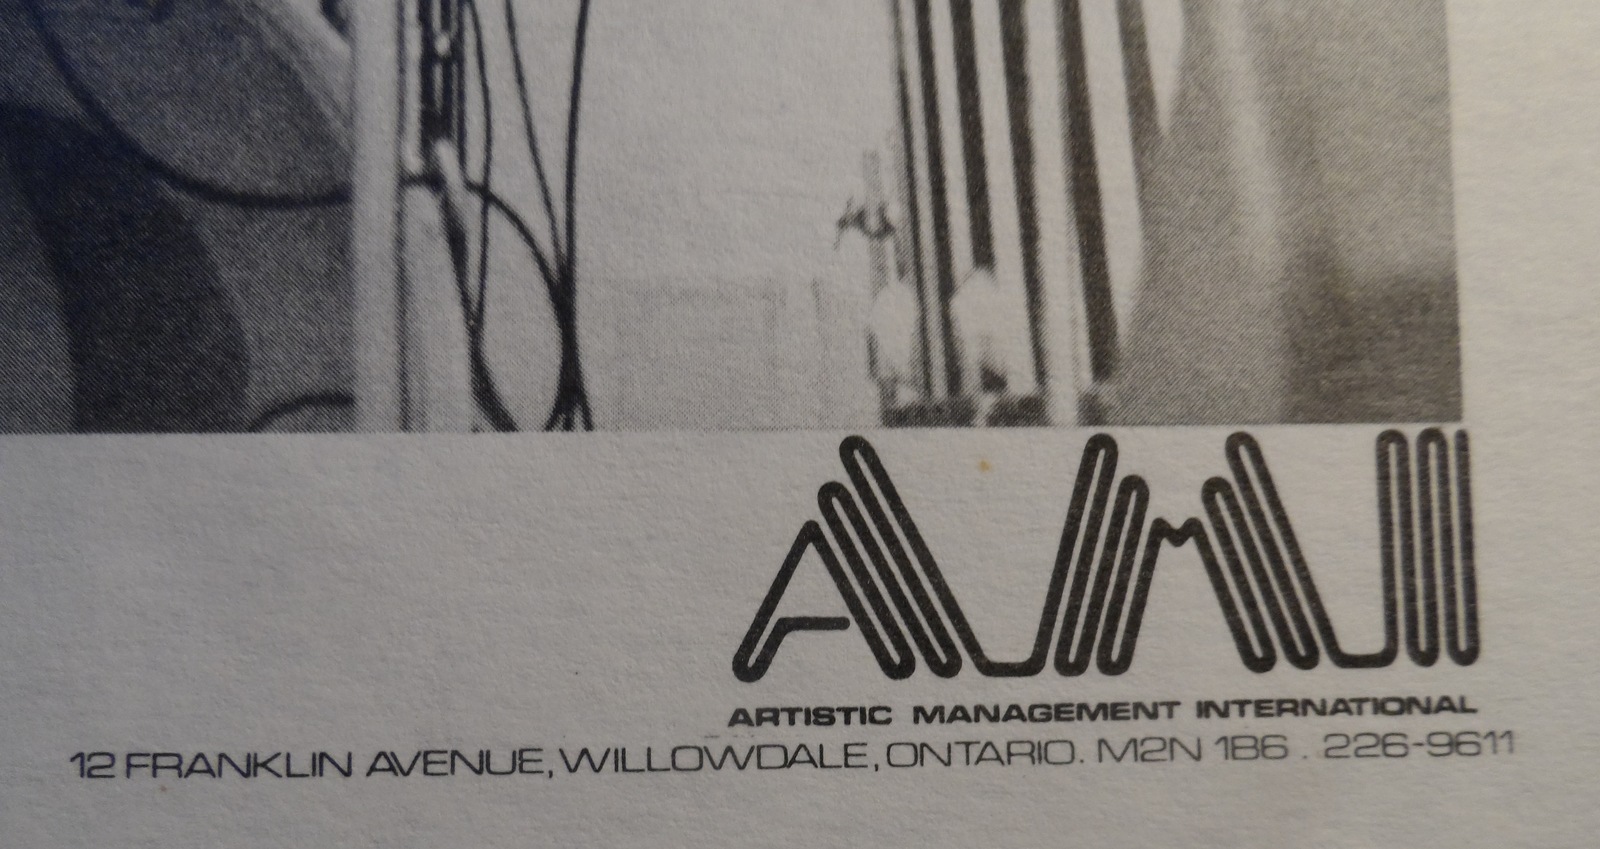 AMI
ARTISTIC MANAGEMENT INTERNATIONAL
12 FRANKLIN AVENUE, WILLOWDALE, ONTARIO. M2N 1B6 . 226-9611